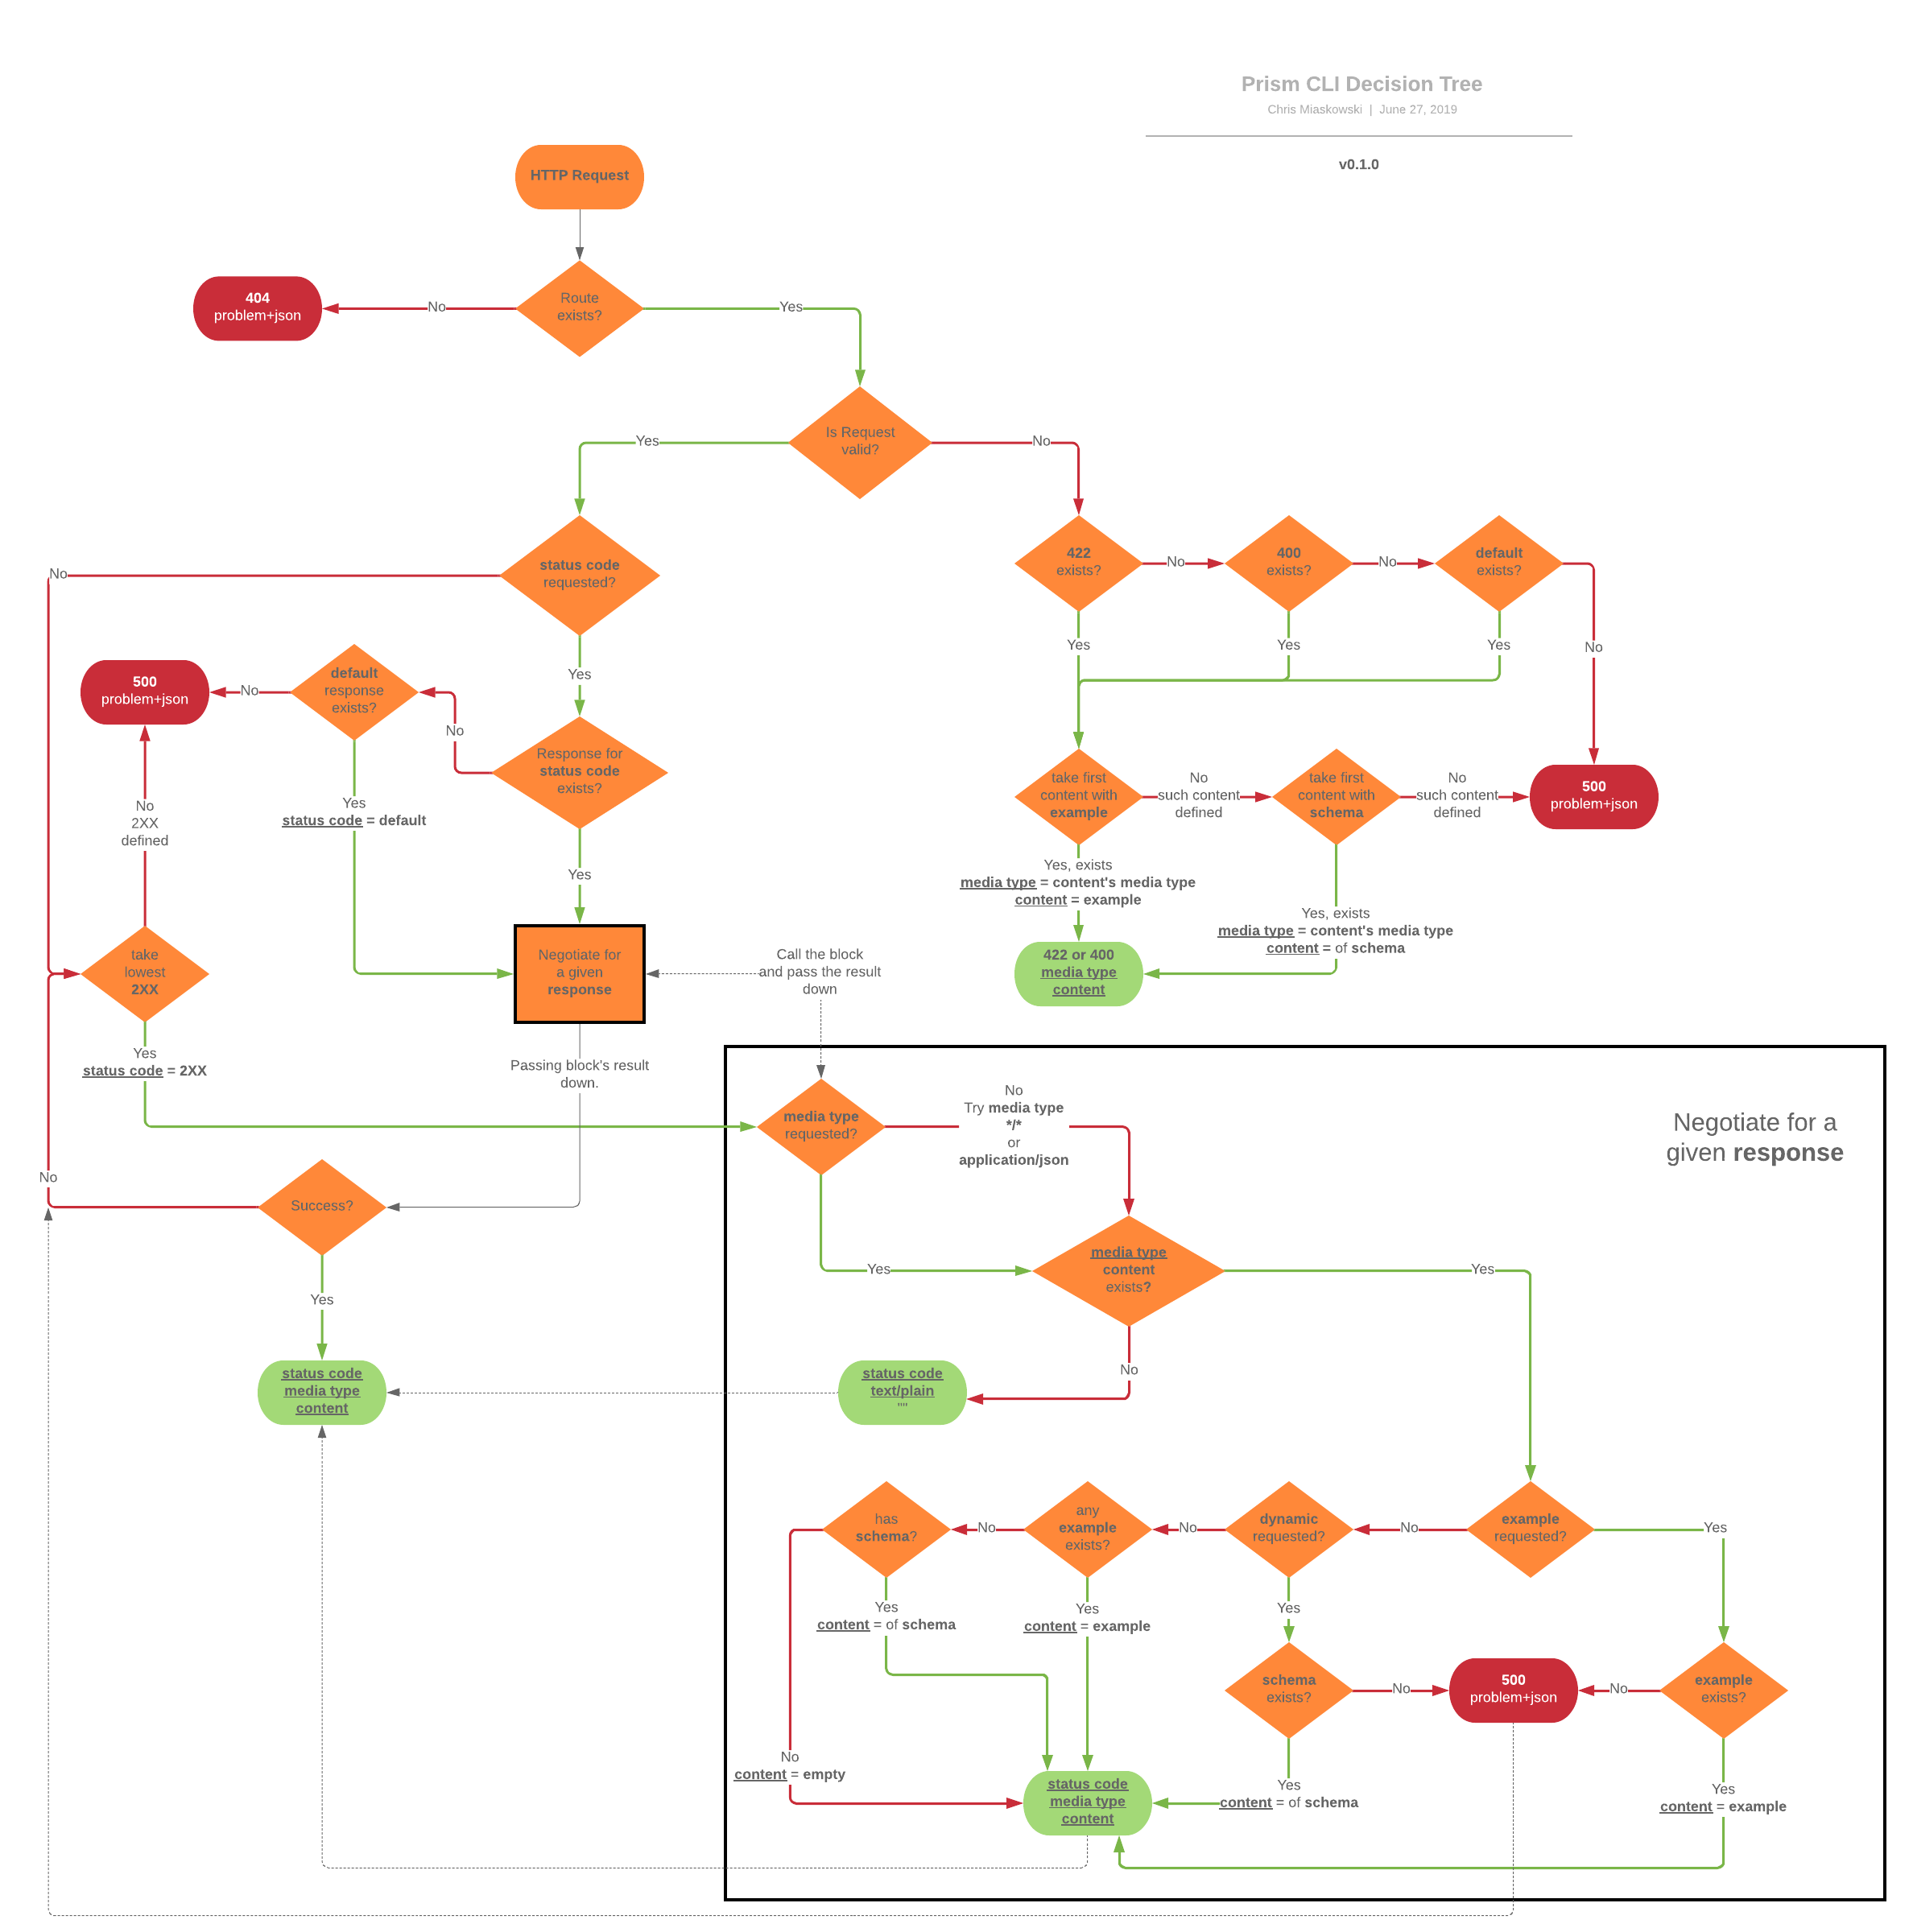 Prism CLI Decision Tree
Chris Miaskowski | June 27, 2019
v0.1.0
HTTP Request
Route
exists?
No
404
problem+json
Yes
Is Request
valid?
Yes
No
status code
requested?
No
Yes
422
exists?
No
400
exists?
No
default
exists?
Yes
Yes
Yes
No
500
problem+json
No
default
response
exists?
No
Response for
status code
exists?
Yes
status code = default
No
2XX
defined
Yes
take first
content with
example
No
such content
defined
take first
content with
schema
No
such content
defined
500
problem+json
Yes, exists
media type = content's media type
content = example
Yes, exists
media type = content's media type
content = of schema
422 or 400
media type
content
take
lowest
2XX
Negotiate for
a given
response
Call the block
and pass the result
down
Yes
status code = 2XX
Passing block's result
down.
No
Success?
Yes
status code
media type
content
Negotiate for a
given response
media type
requested?
No
Try media type
*/*
or
application/json
Yes
media type
content
exists?
Yes
No
status code
text/plain
""
has
schema?
No
any
example
exists?
No
dynamic
requested?
No
example
requested?
Yes
Yes
content = of schema
Yes
content = example
Yes
schema
exists?
No
500
problem+json
No
example
exists?
No
content = empty
status code
media type
content
Yes
content = of schema
Yes
content = example